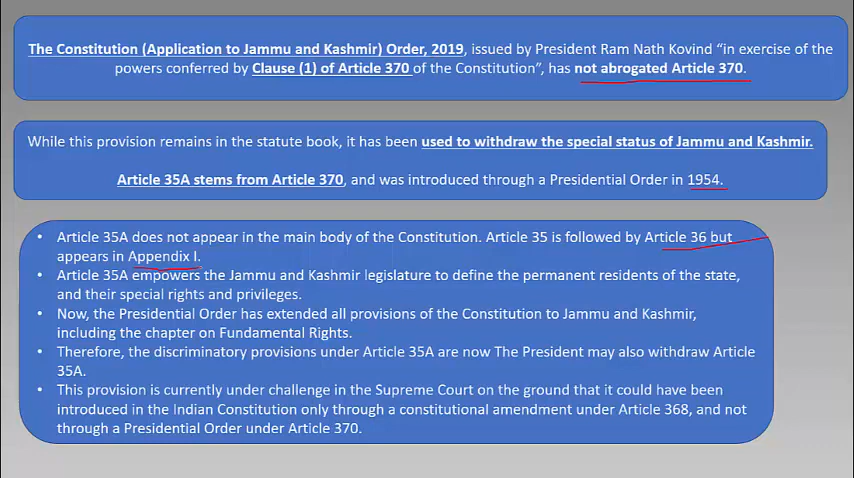 The Constitution (Application to Jammu and Kashmir) Order, 2019, issued by President Ram Nath Kovind “in exercise of the
powers conferred by Clause (1) of Article 370 of the Constitution”, has not abrogated Article 370.
While this provision remains in the statute book, it has been used to withdraw the special status of Jammu and Kashmir.
Article 35A stems from Article 370, and was introduced through a Presidential Order in 1954.
• Article 35A does not appear in the main body of the Constitution. Article 35 is followed by Article 36 but
appears in Appendix I.
• Article 35A empowers the Jammu and Kashmir legislature to define the permanent residents of the state,
and their special rights and privileges.
• Now, the Presidential Order has extended all provisions of the Constitution to Jammu and Kashmir,
including the chapter on Fundamental Rights.
• Therefore, the discriminatory provisions under Article 35A are now The President may also withdraw Article
35A.
• This provision is currently under challenge in the Supreme Court on the ground that it could have been
introduced in the Indian Constitution only through a constitutional amendment under Article 368, and not
through a Presidential Order under Article 370.